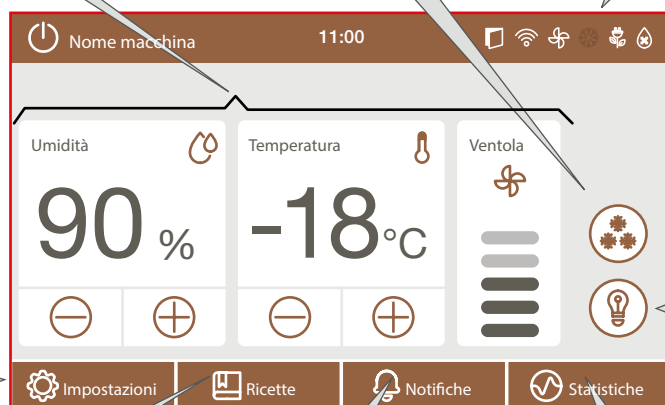 Nome macchina
11:00
Umidità
Temperatura
Ventola
90 %
-18°C
Impostazioni
Ricette
Notifiche
Statistiche